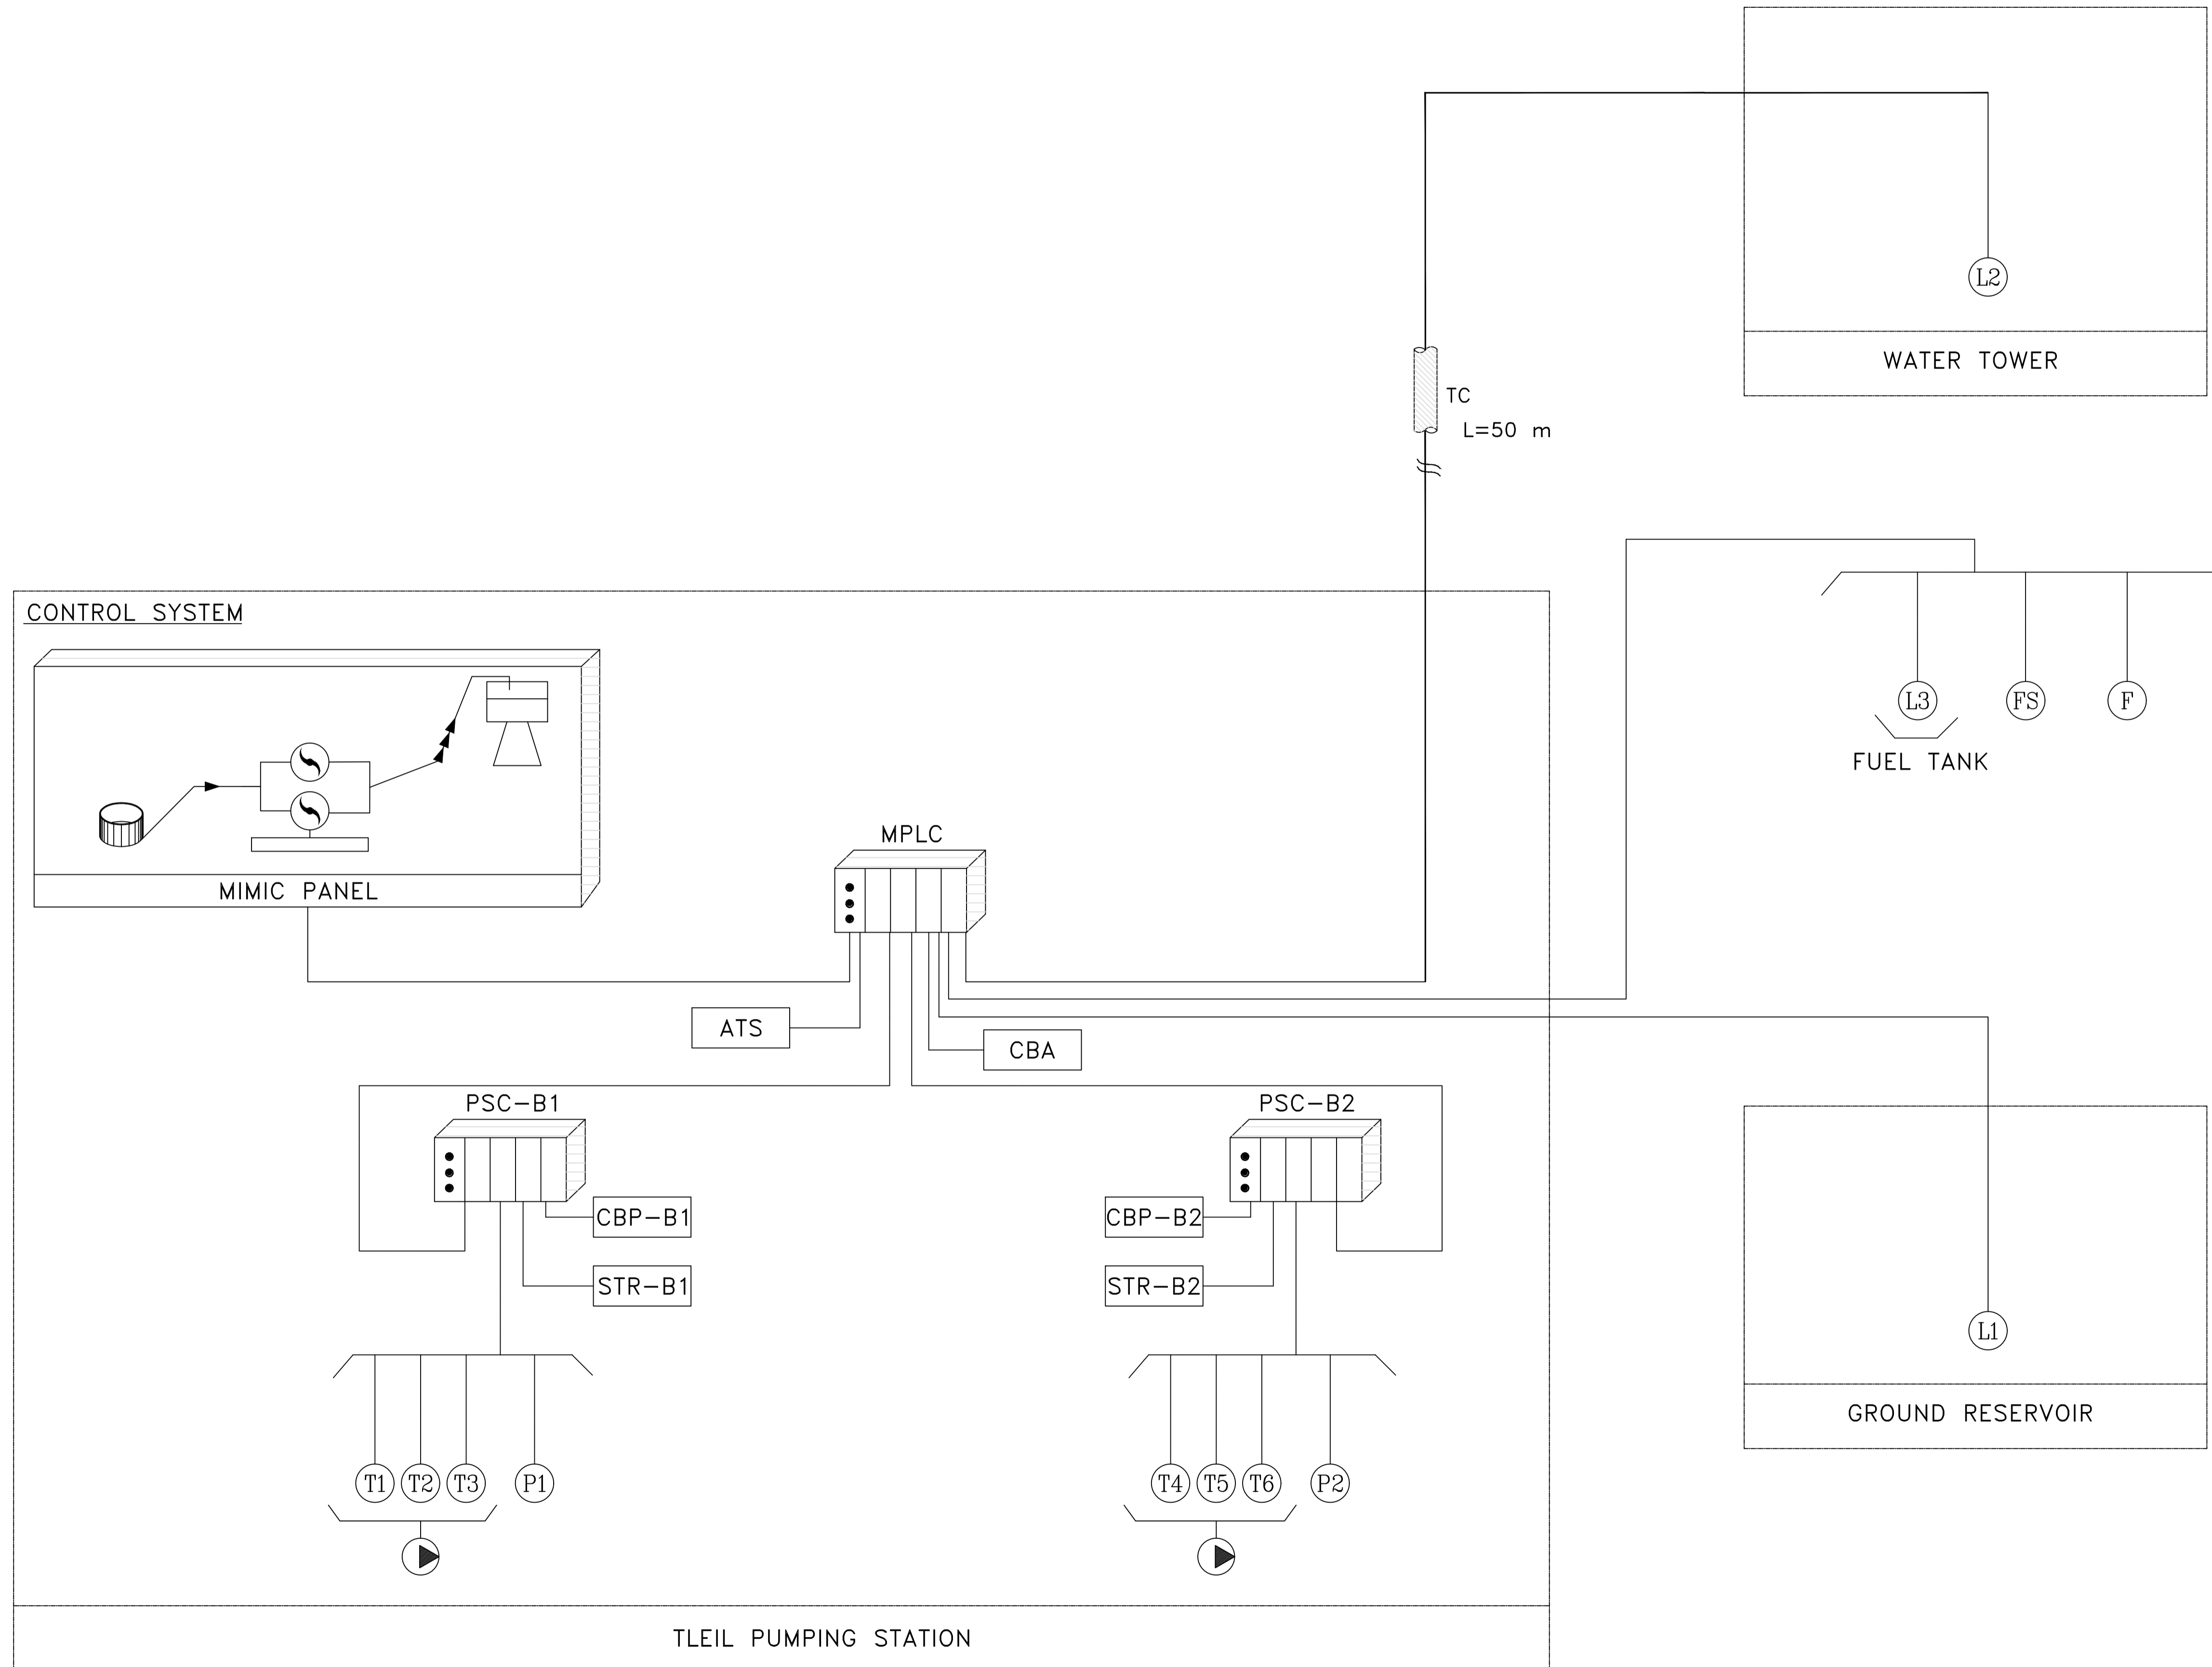 L2
WATER TOWER
TC
L=50 m
CONTROL SYSTEM
L3
FS
F
FUEL TANK
MPLC
MIMIC PANEL
ATS
CBA
PSC-B1
PSC-B2
CBP-B1
CBP-B2
STR-B1
STR-B2
L1
GROUND RESERVOIR
T1 T2 T3 P1
T4 T5 T6 P2
TLEIL PUMPING STATION